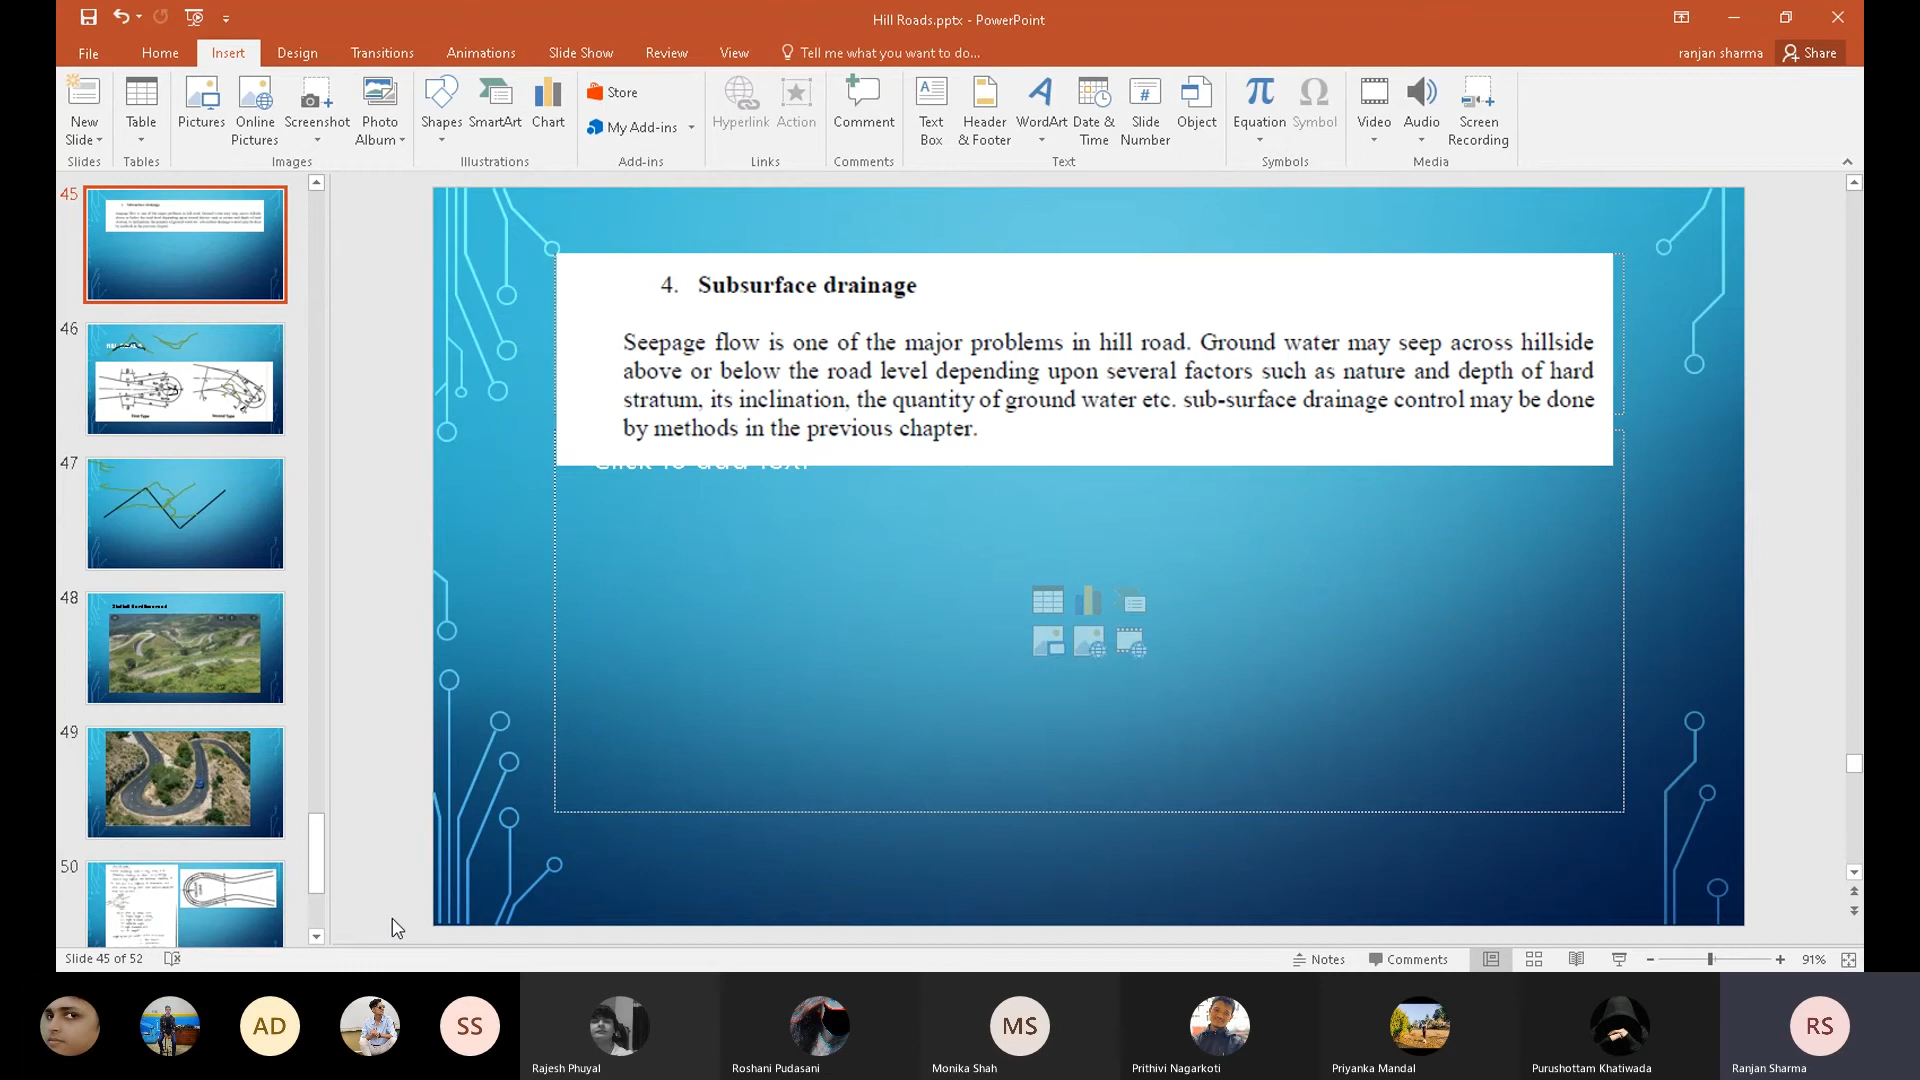 Hill Roads.pptx - PowerPoint
File Home Insert Design Transitions Animations Slide Show Review View Tell me what you want to do... ranjan sharma Share
New Slide
Table
Pictures
Online Pictures
Screenshot
Photo Album
Shapes
SmartArt
Chart
Store
My Add-ins
Hyperlink
Action
Comment
Text Box
Header & Footer
WordArt
Date & Time
Slide Number
Object
Equation
Symbol
Video
Audio
Screen Recording
Slides Tables Images Illustrations Add-ins Links Comments Text Symbols Media
45
46
47
48
49
50
4. Subsurface drainage
Seepage flow is one of the major problems in hill road. Ground water may seep across hillside
above or below the road level depending upon several factors such as nature and depth of hard
stratum, its inclination, the quantity of ground water etc. sub-surface drainage control may be done
by methods in the previous chapter.
Click to add text
Slide 45 of 52
Notes Comments 91%
AD SS MS RS
Rajesh Phuyal Roshani Pudasani Monika Shah Prithivi Nagarkoti Priyanka Mandal Purushottam Khatiwada Ranjan Sharma